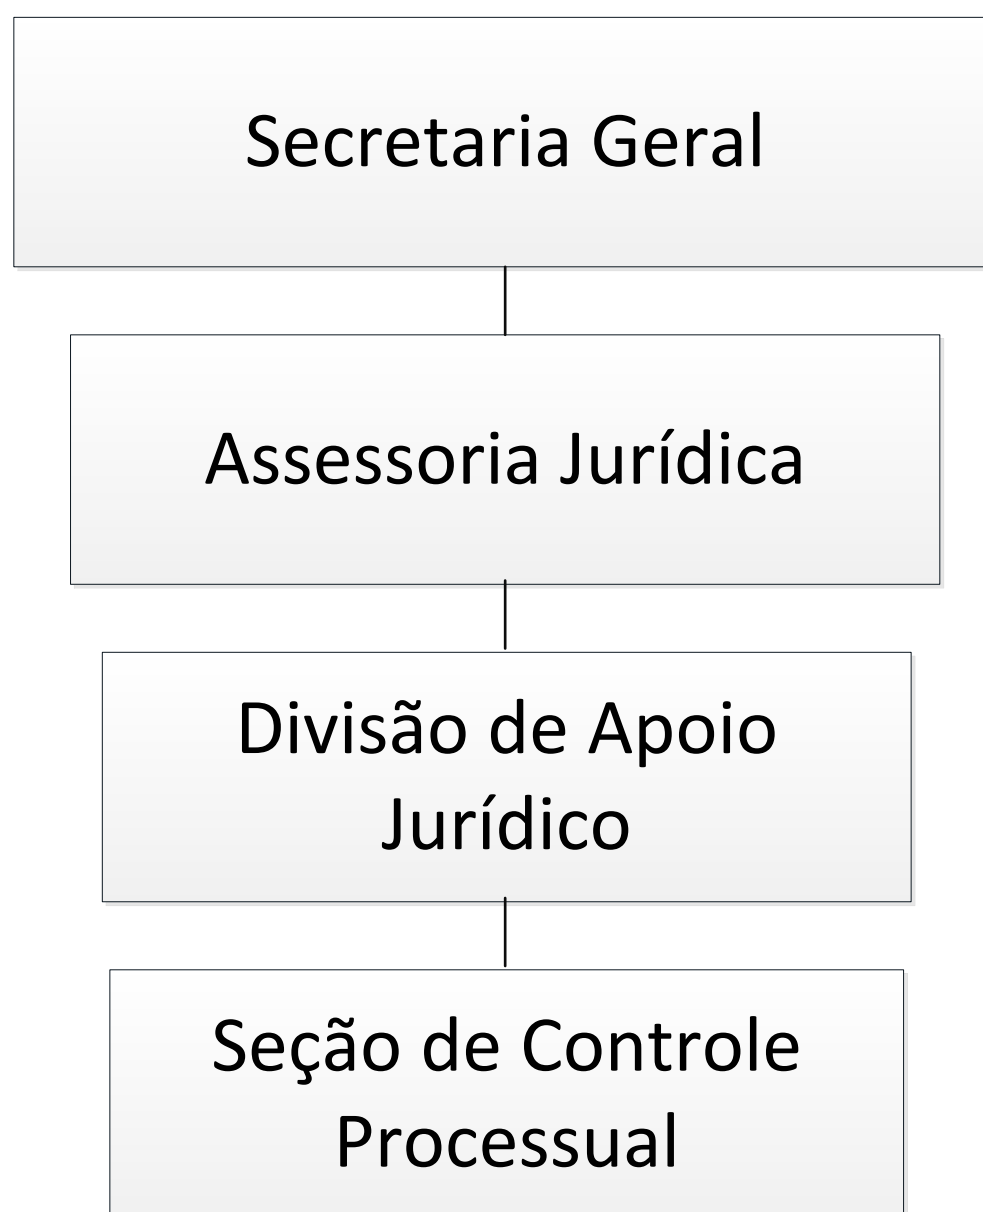 Secretaria Geral
Assessoria Jurídica
Divisão de Apoio
Jurídico
Seção de Controle
Processual